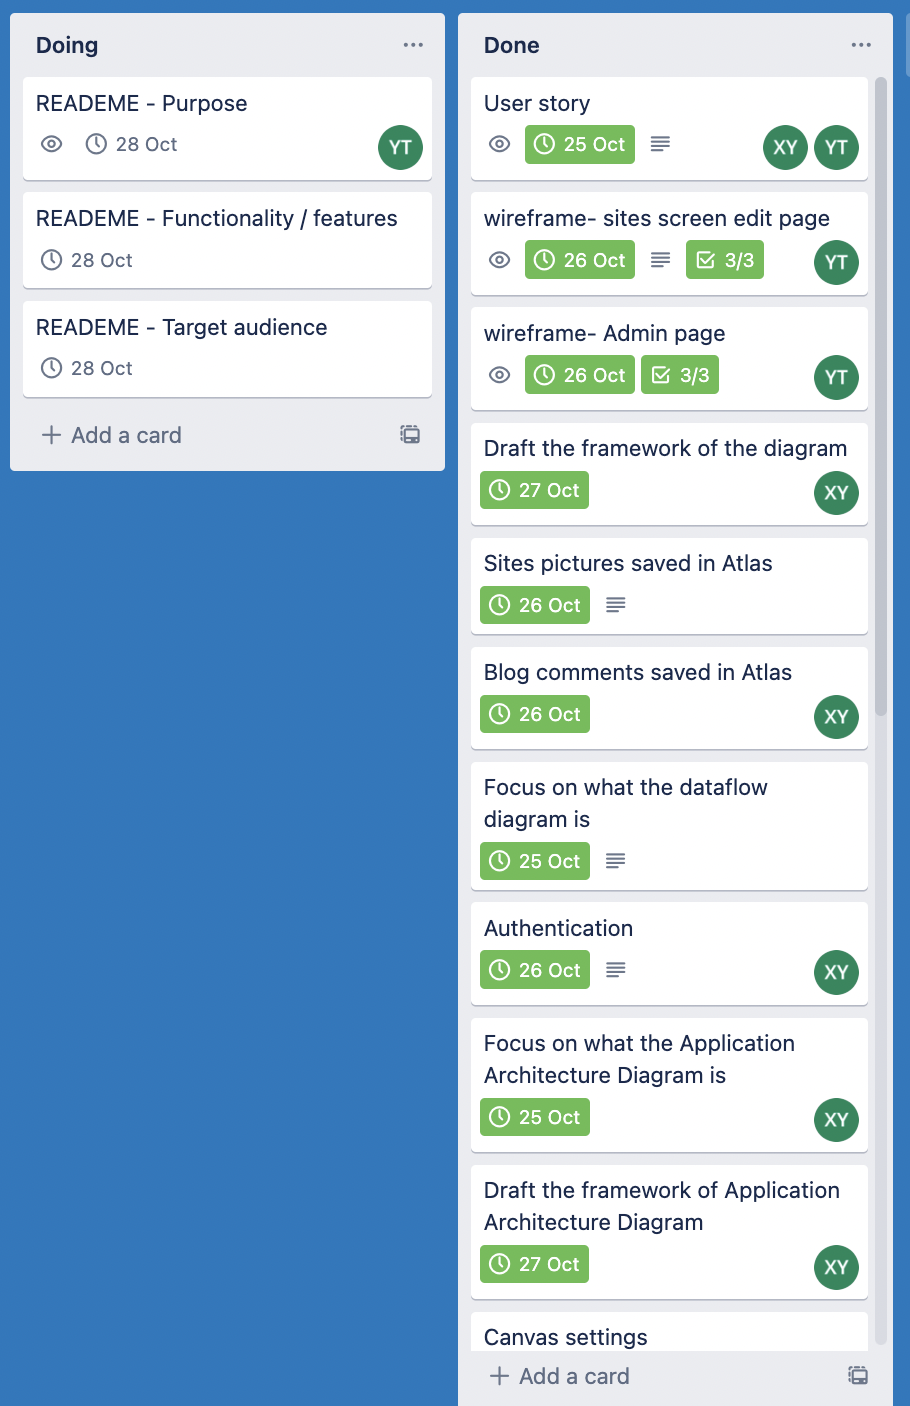 Doing
READEME - Purpose
28 Oct
YT
READEME - Functionality / features
28 Oct
READEME - Target audience
28 Oct
Add a card
Done
User story
25 Oct
XY YT
wireframe- sites screen edit page
26 Oct 3/3
YT
wireframe- Admin page
26 Oct 3/3
YT
Draft the framework of the diagram
27 Oct
XY
Sites pictures saved in Atlas
26 Oct
Blog comments saved in Atlas
26 Oct
XY
Focus on what the dataflow
diagram is
25 Oct
Authentication
26 Oct
XY
Focus on what the Application
Architecture Diagram is
25 Oct
XY
Draft the framework of Application
Architecture Diagram
27 Oct
XY
Canvas settings
Add a card